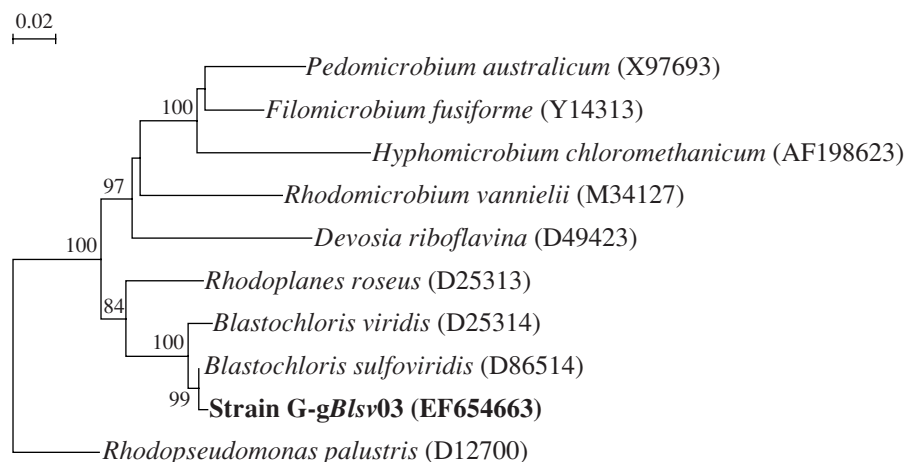 0.02
Pedomicrobium australicum (X97693)
100
Filomicrobium fusiforme (Y14313)
Hyphomicrobium chloromethanicum (AF198623)
97
Rhodomicrobium vannielii (M34127)
Devosia riboflavina (D49423)
100
Rhodoplanes roseus (D25313)
84
Blastochloris viridis (D25314)
100
Blastochloris sulfoviridis (D86514)
99
Strain G-gBlsv03 (EF654663)
Rhodopseudomonas palustris (D12700)